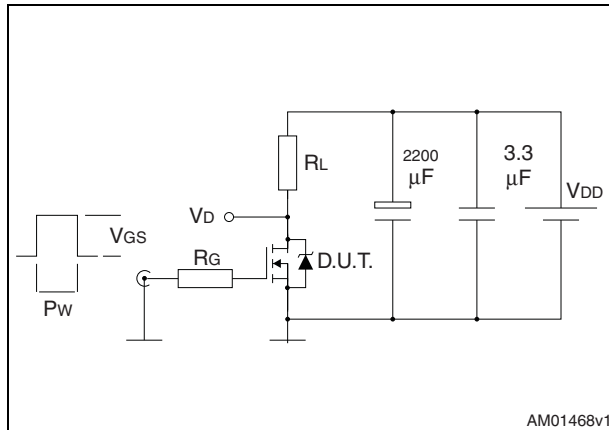 RL
2200
μF
3.3
μF
VDD
VD
VGS
RG
D.U.T.
PW
AM01468v1